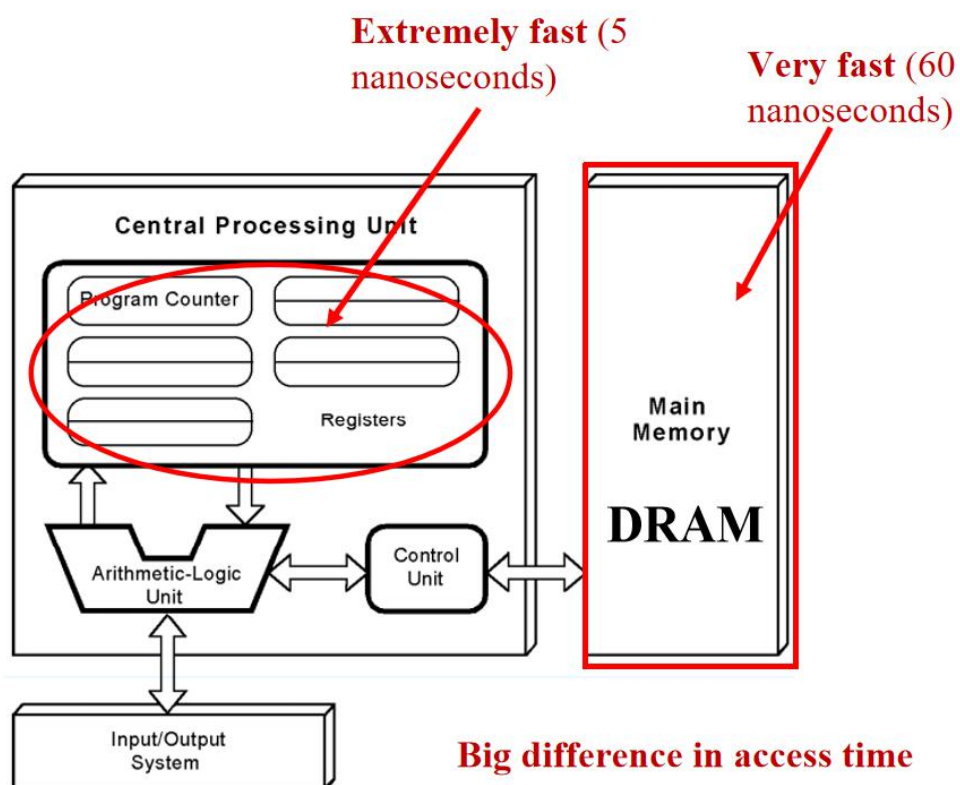 Extremely fast (5
nanoseconds)
Very fast (60
nanoseconds)
Central Processing Unit
Program Counter
Registers
Main
Memory
DRAM
Arithmetic-Logic
Unit
Control
Unit
Input/Output
System
Big difference in access time